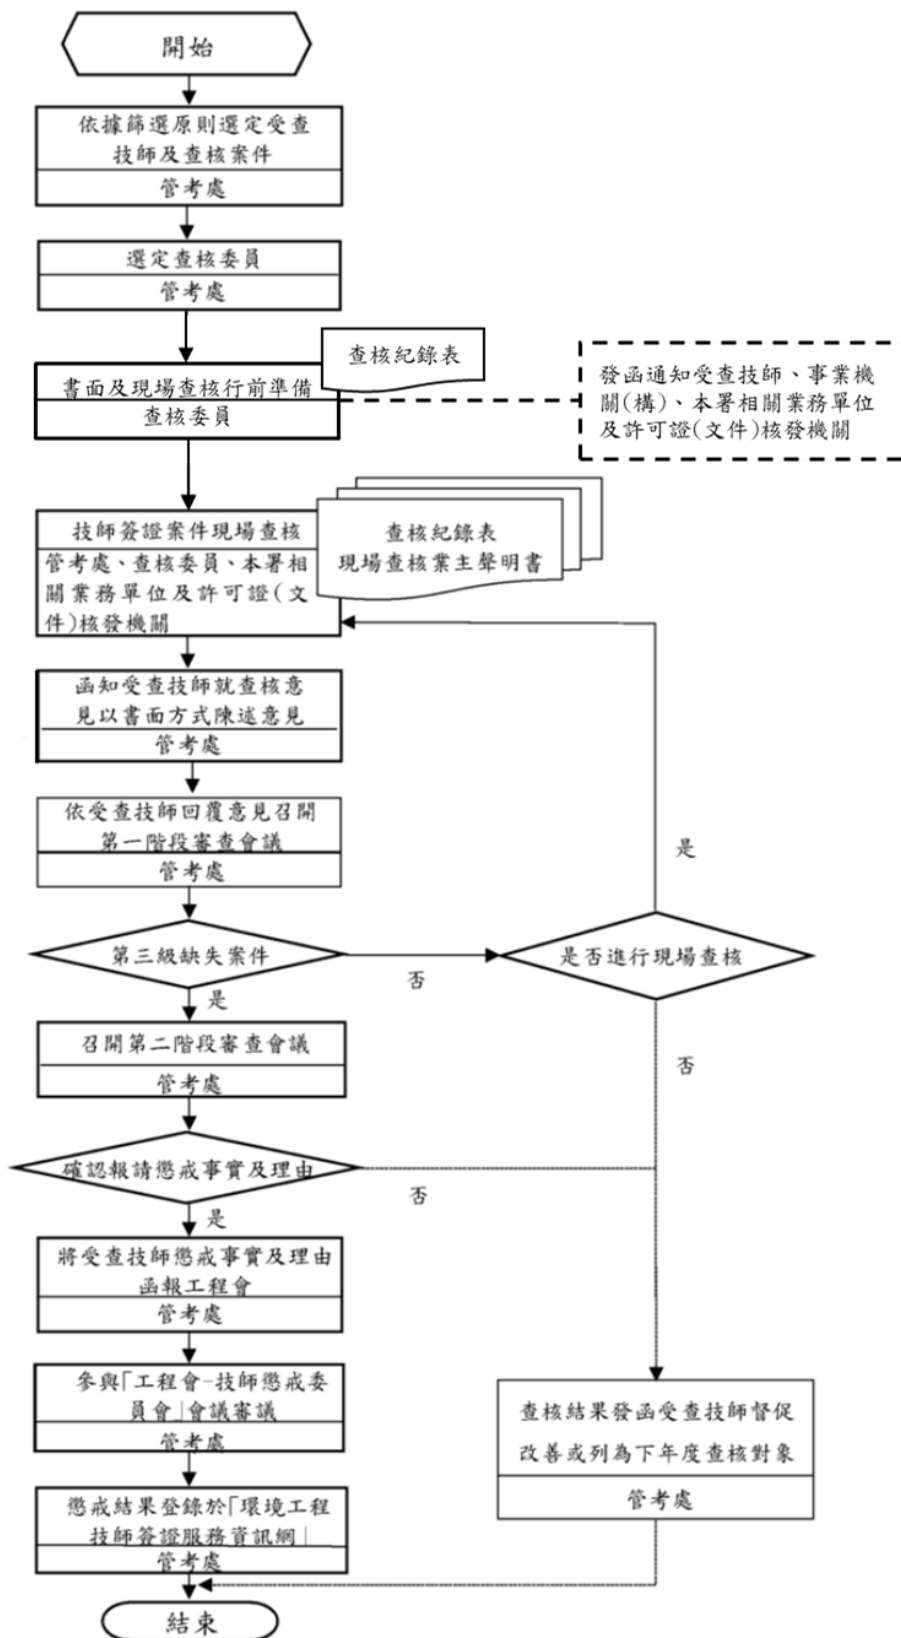 開始
依據篩選原則選定受查
技師及查核案件
管考處
選定查核委員
管考處
查核紀錄表
書面及現場查核行前準備
查核委員
發函通知受查技師、事業機
關(構)、本署相關業務單位
及許可證(文件)核發機關
技師簽證案件現場查核
管考處、查核委員、本署相
關業務單位及許可證(文
件)核發機關
查核紀錄表
現場查核業主聲明書
函知受查技師就查核意
見以書面方式陳述意見
管考處
依受查技師回覆意見召開
第一階段審查會議
管考處
是
第三級缺失案件
否
是否進行現場查核
是
召開第二階段審查會議
管考處
否
確認報請懲戒事實及理由
否
是
將受查技師懲戒事實及理由
函報工程會
管考處
參與「工程會-技師懲戒委
員會」會議審議
管考處
查核結果發函受查技師督促
改善或列為下年度查核對象
管考處
懲戒結果登錄於「環境工程
技師簽證服務資訊網」
管考處
結束